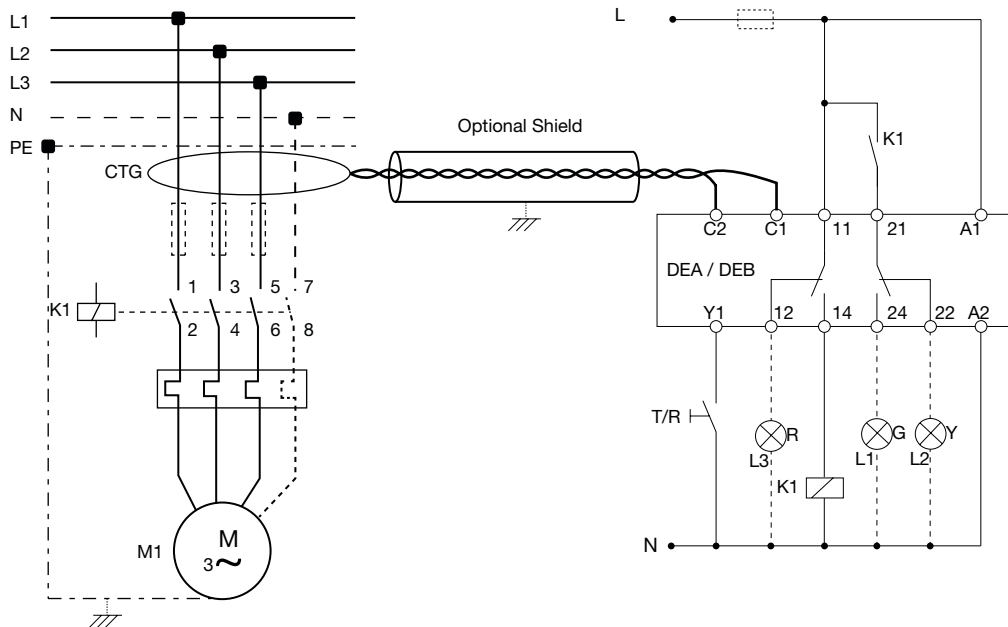 L1
L2
L3
N
PE
CTG
Optional Shield
L
K1
C2 C1 11 21 A1
DEA / DEB
Y1 12 14 24 22 A2
1 3 5 7
K1
2 4 6 8
T/R
R
L3
G
L1
Y
L2
K1
N
M1
M
3 ~